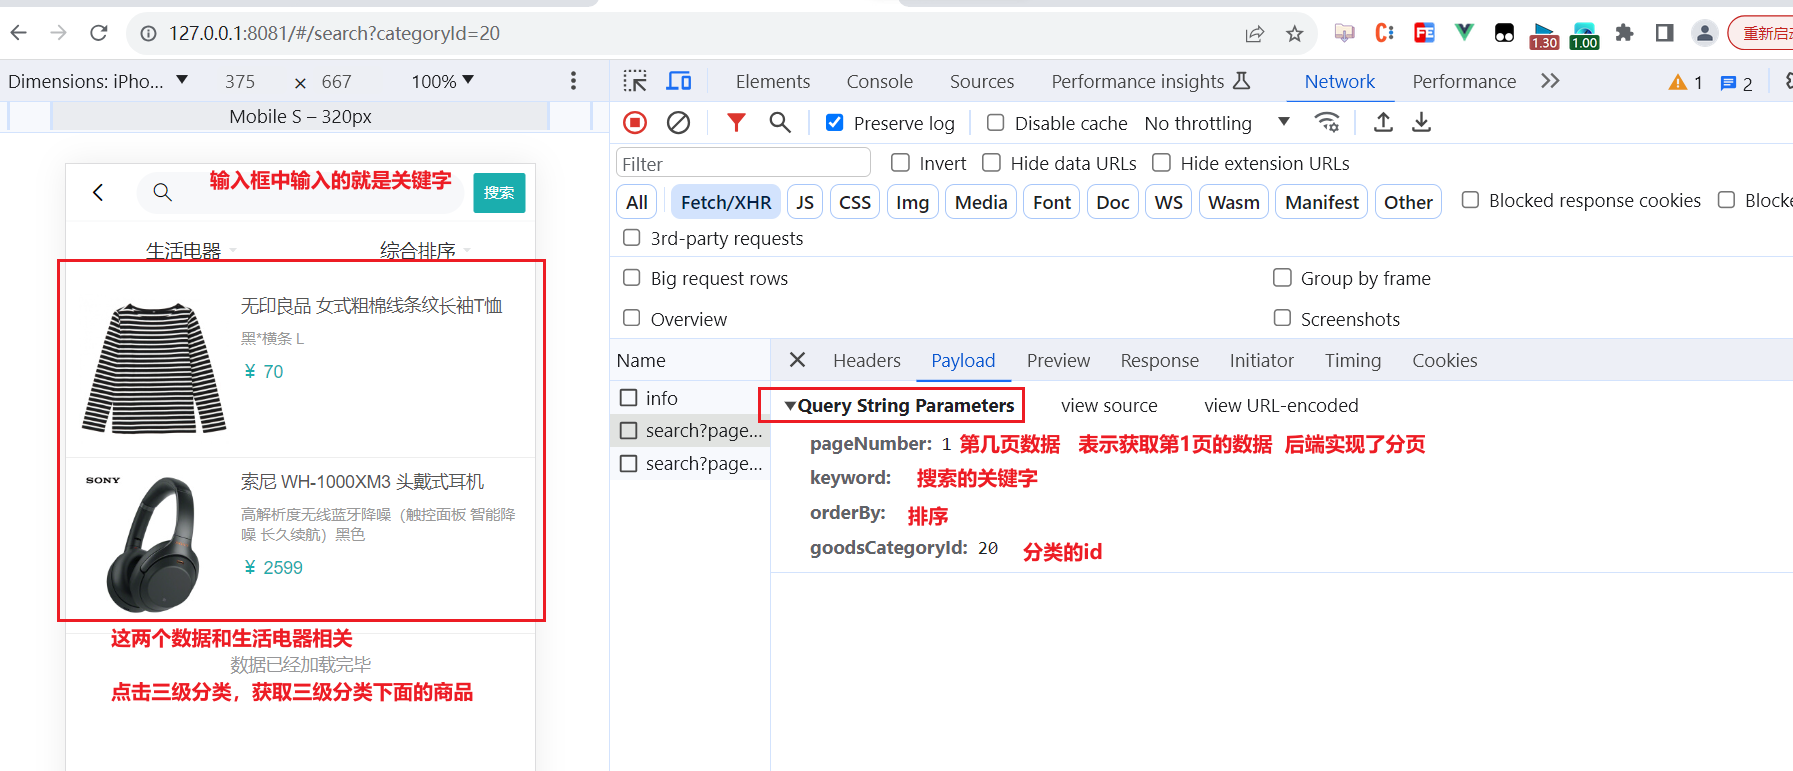 127.0.0.1:8081/#/search?categoryId=20
1.30
1.00
重新启动
Dimensions: iPho...
375 × 667
100%
Elements
Console
Sources
Performance insights
Network
Performance
1
2
Mobile S – 320px
Preserve log
Disable cache
No throttling
Filter
Invert
Hide data URLs
Hide extension URLs
输入框中输入的就是关键字
搜索
All
Fetch/XHR
JS
CSS
Img
Media
Font
Doc
WS
Wasm
Manifest
Other
Blocked response cookies
Blocke
3rd-party requests
生活电器
综合排序
Big request rows
Group by frame
Overview
Screenshots
无印良品 女式粗棉线条纹长袖T恤
黑*横条 L
¥ 70
Name
Headers
Payload
Preview
Response
Initiator
Timing
Cookies
info
search?page...
search?page...
Query String Parameters
view source
view URL-encoded
pageNumber: 1 第几页数据 表示获取第1页的数据 后端实现了分页
keyword: 搜索的关键字
orderBy: 排序
goodsCategoryId: 20 分类的id
SONY
索尼 WH-1000XM3 头戴式耳机
高解析度无线蓝牙降噪（触控面板 智能降
噪 长久续航）黑色
¥ 2599
这两个数据和生活电器相关
数据已经加载完毕
点击三级分类，获取三级分类下面的商品